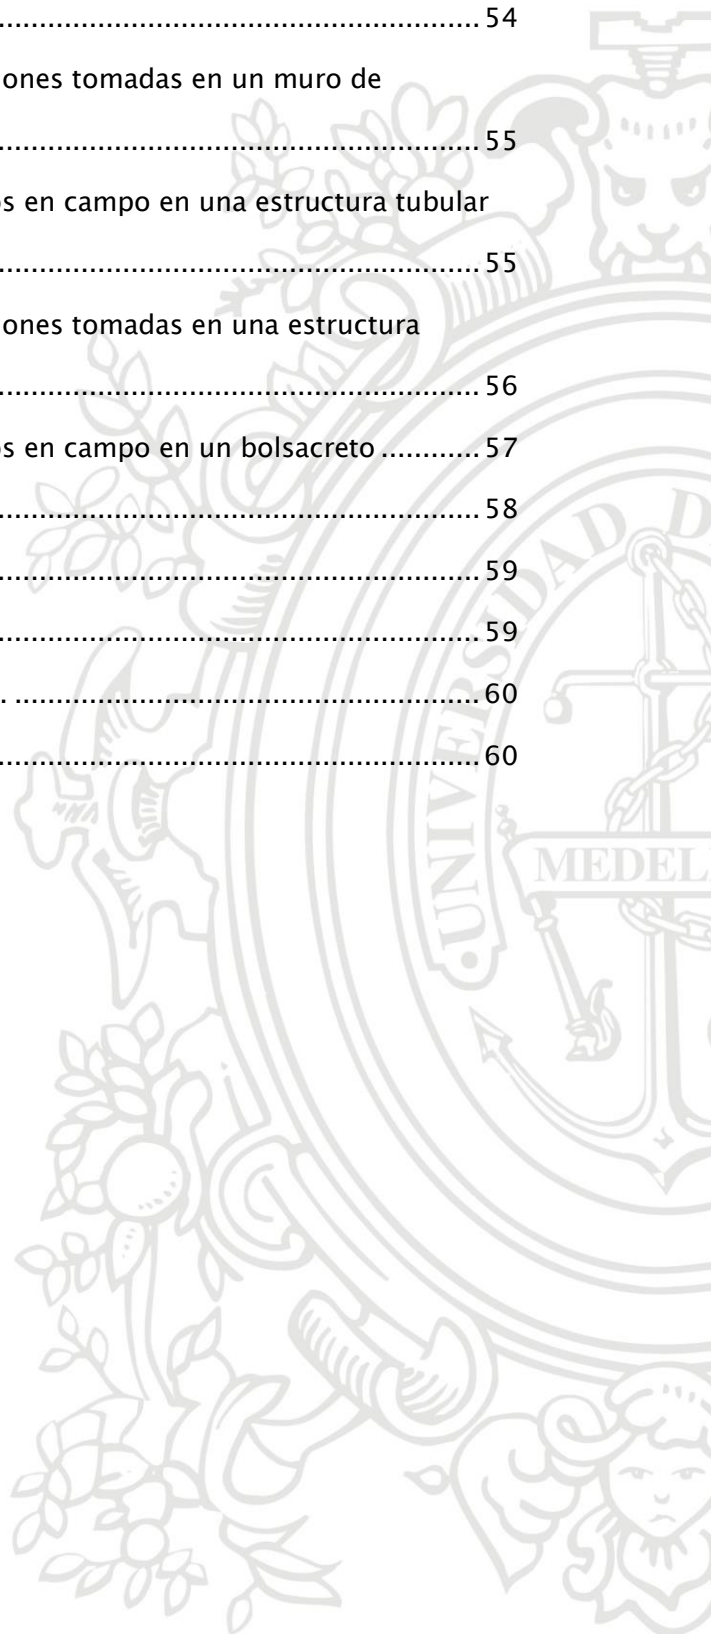 ....................................................... 54
ones tomadas en un muro de
....................................................... 55
s en campo en una estructura tubular
....................................................... 55
ones tomadas en una estructura
....................................................... 56
s en campo en un bolsacreto ............ 57
....................................................... 58
....................................................... 59
....................................................... 59
. ..................................................... 60
....................................................... 60
UNIVERSIDAD D
MEDEL